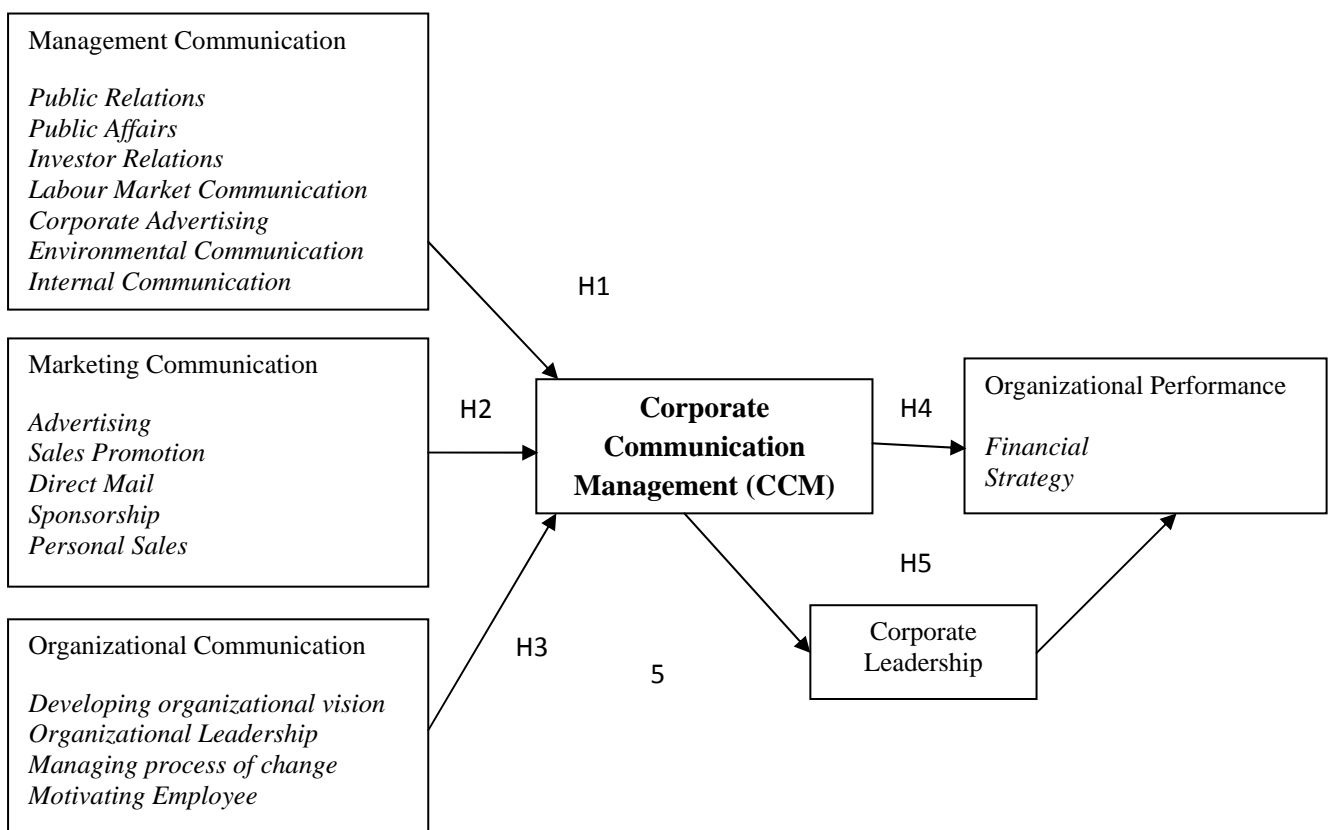 Management Communication
Public Relations
Public Affairs
Investor Relations
Labour Market Communication
Corporate Advertising
Environmental Communication
Internal Communication
H1
Marketing Communication
Advertising
Sales Promotion
Direct Mail
Sponsorship
Personal Sales
H2
Corporate
Communication
Management (CCM)
H4
Organizational Performance
Financial
Strategy
H5
Corporate
Leadership
Organizational Communication
Developing organizational vision
Organizational Leadership
Managing process of change
Motivating Employee
H3
5